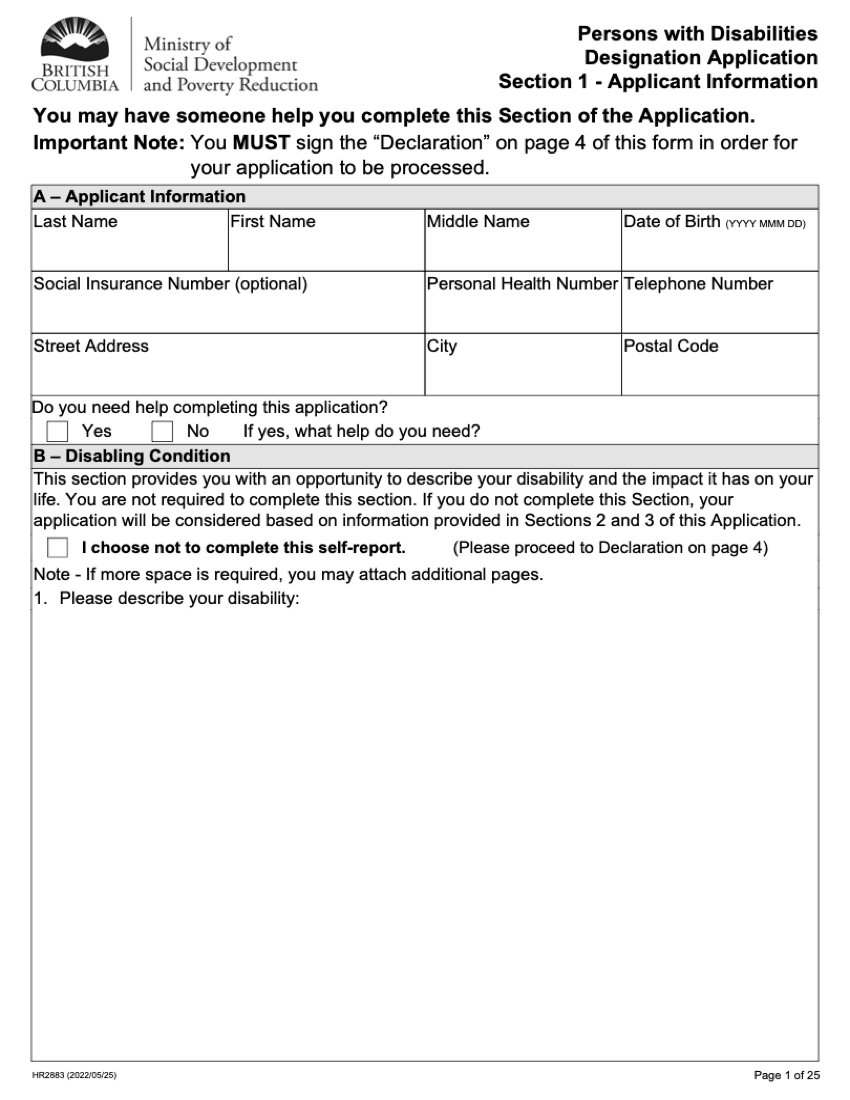 BRITISH
COLUMBIA
Ministry of
Social Development
and Poverty Reduction
Persons with Disabilities
Designation Application
Section 1 - Applicant Information
You may have someone help you complete this Section of the Application.
Important Note: You MUST sign the “Declaration” on page 4 of this form in order for
your application to be processed.
A – Applicant Information
Last Name First Name Middle Name Date of Birth (YYYY MMM DD)
Social Insurance Number (optional) Personal Health Number Telephone Number
Street Address City Postal Code
Do you need help completing this application?
Yes No If yes, what help do you need?
B – Disabling Condition
This section provides you with an opportunity to describe your disability and the impact it has on your
life. You are not required to complete this section. If you do not complete this Section, your
application will be considered based on information provided in Sections 2 and 3 of this Application.
I choose not to complete this self-report. (Please proceed to Declaration on page 4)
Note - If more space is required, you may attach additional pages.
1. Please describe your disability:
HR2883 (2022/05/25) Page 1 of 25